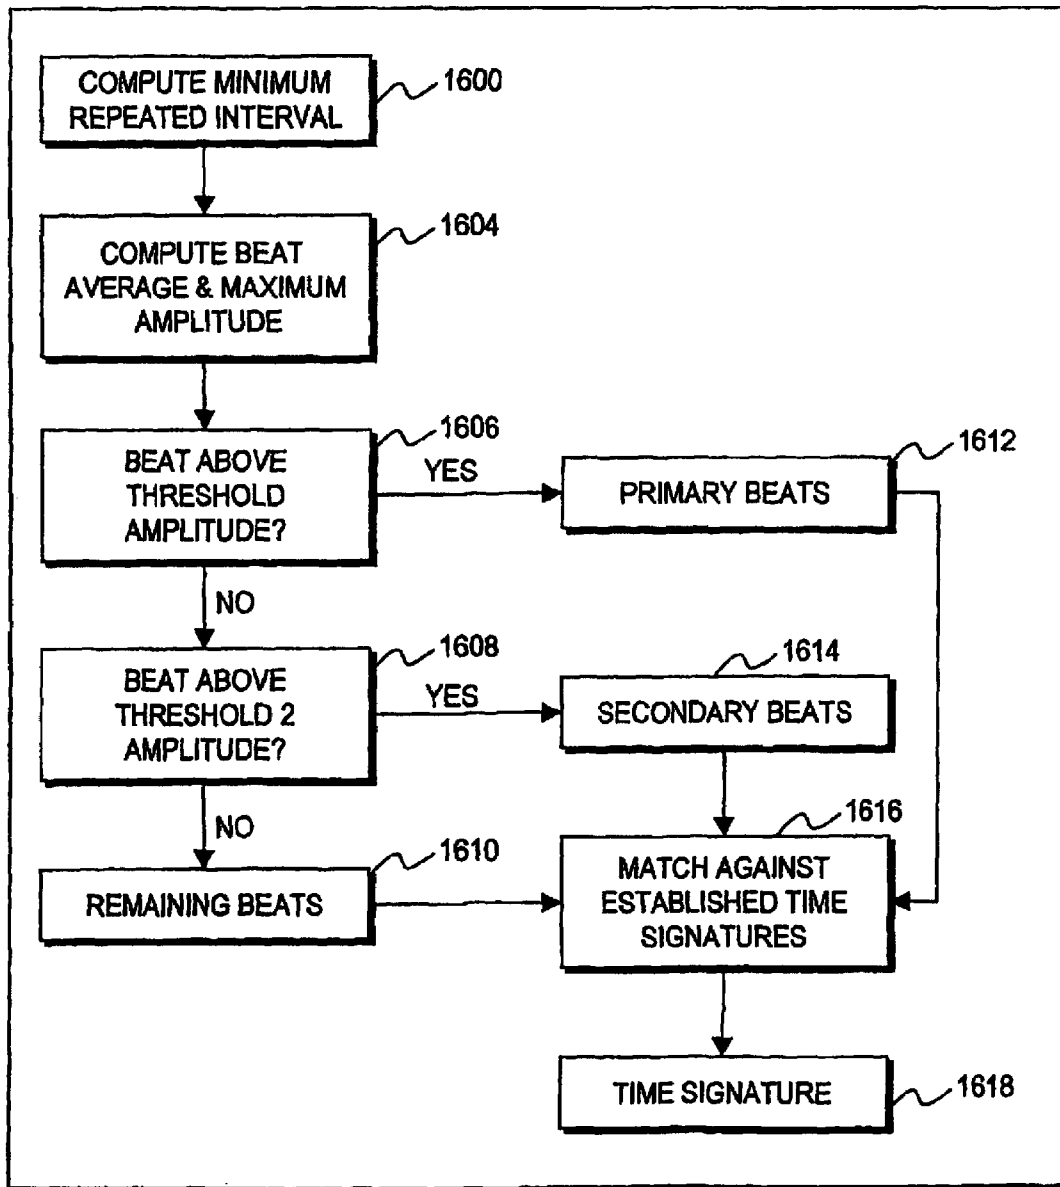 COMPUTE MINIMUM
REPEATED INTERVAL
1600
COMPUTE BEAT
AVERAGE & MAXIMUM
AMPLITUDE
1604
BEAT ABOVE
THRESHOLD
AMPLITUDE?
1606
YES
PRIMARY BEATS
1612
NO
BEAT ABOVE
THRESHOLD 2
AMPLITUDE?
1608
YES
SECONDARY BEATS
1614
NO
REMAINING BEATS
1610
MATCH AGAINST
ESTABLISHED TIME
SIGNATURES
1616
TIME SIGNATURE
1618